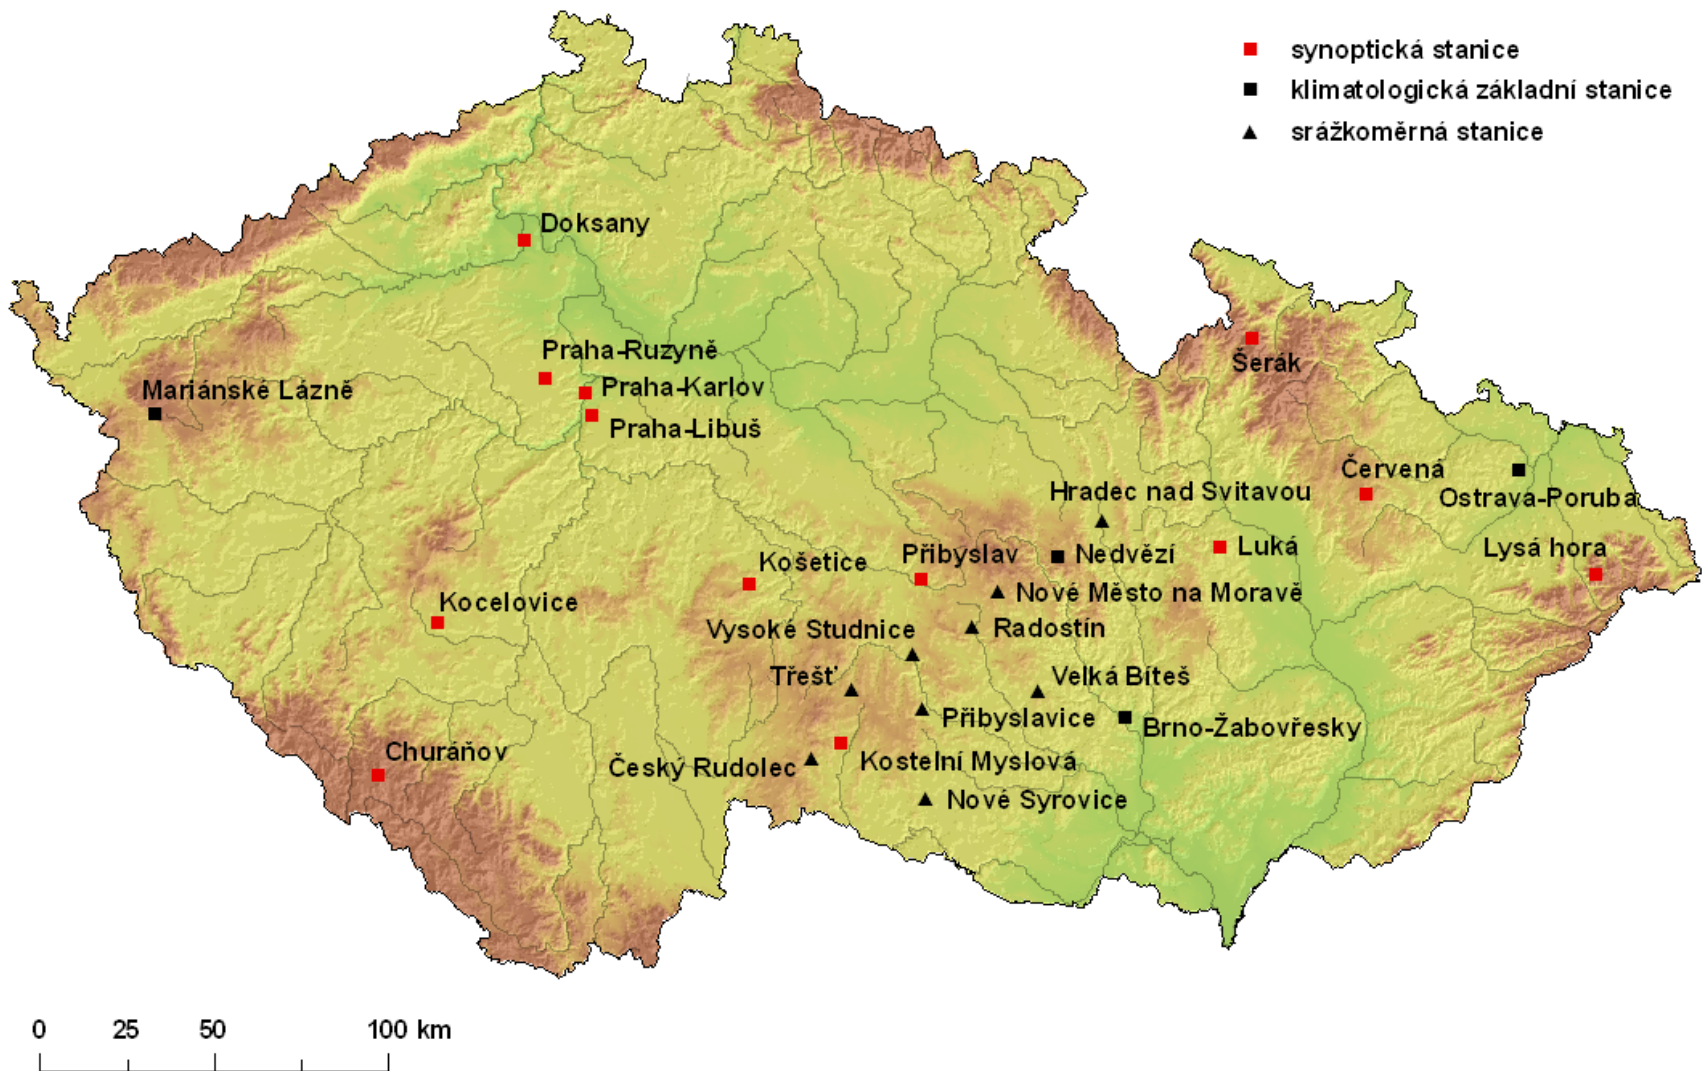 synoptická stanice
klimatologická základní stanice
srážkoměrná stanice
Doksany
Praha-Ruzyně
Šerák
Mariánské Lázně
Praha-Karlov
Praha-Libuš
Červená
Hradec nad Svitavou
Ostrava-Poruba
Košetice
Přibyslav
Nedvězí
Luká
Lysá hora
Kocelovice
Nové Město na Moravě
Vysoké Studnice
Radostín
Třešť
Velká Bíteš
Přibyslavice
Brno-Žabovřesky
Churáňov
Český Rudolec
Kostelní Myslová
Nové Syrovice
0 25 50 100 km